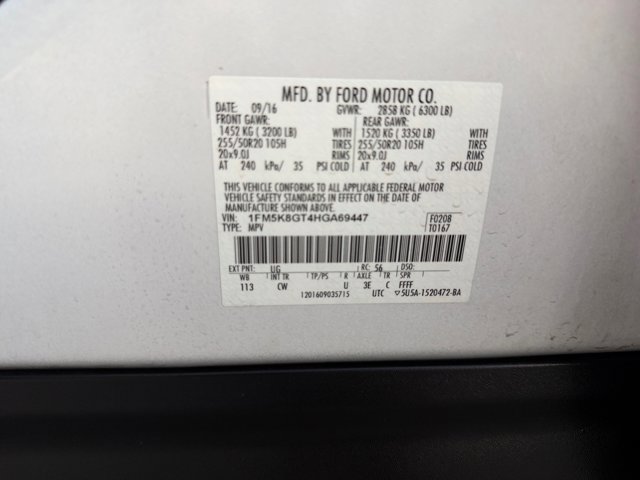 MFD. BY FORD MOTOR CO.
DATE: 09/16 GVWR: 2858 KG ( 6300 LB)
FRONT GAWR: REAR GAWR:
1452 KG ( 3200 LB) WITH 1520 KG ( 3350 LB) WITH
255/50R20 105H TIRES 255/50R20 105H TIRES
20x9.0J RIMS 20x9.0J RIMS
AT 240 kPa/ 35 PSI COLD AT 240 kPa/ 35 PSI COLD
THIS VEHICLE CONFORMS TO ALL APPLICABLE FEDERAL MOTOR
VEHICLE SAFETY AND THEFT PREVENTION STANDARDS IN EFFECT ON THE DATE OF
MANUFACTURE SHOWN ABOVE.
VIN: 1FM5K8GT4HGA69447 F0208
TYPE: MPV T0167
EXT PNT: UG RC: 56 DSO:
WB INT TR TP/PS R AXLE TR SPR
113 CW U 3E C FFFF
1201609035715 UTC ▽5U5A-1520472-BA